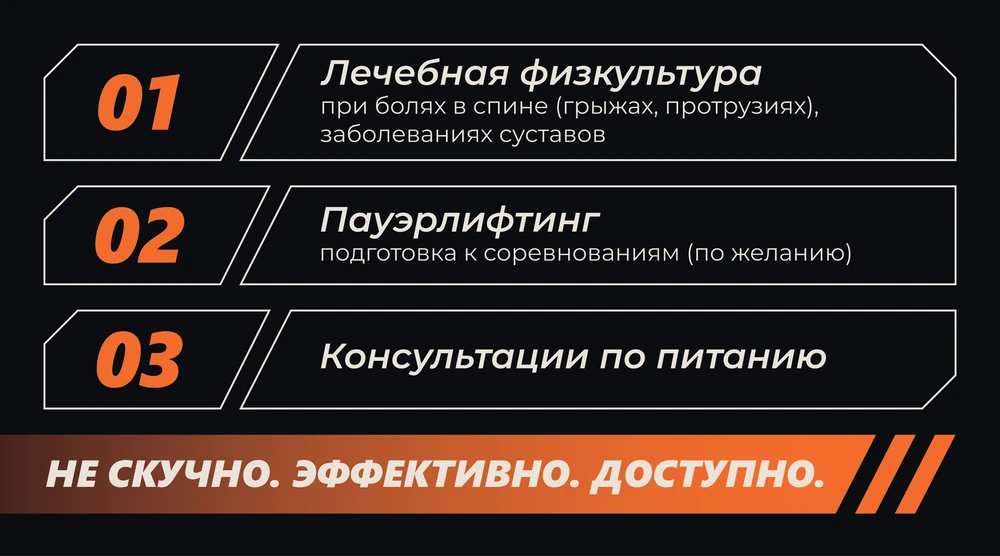 01
Лечебная физкультура
при болях в спине (грыжах, протрузиях),
заболеваниях суставов
02
Пауэрлифтинг
подготовка к соревнованиям (по желанию)
03
Консультации по питанию
НЕ СКУЧНО. ЭФФЕКТИВНО. ДОСТУПНО.